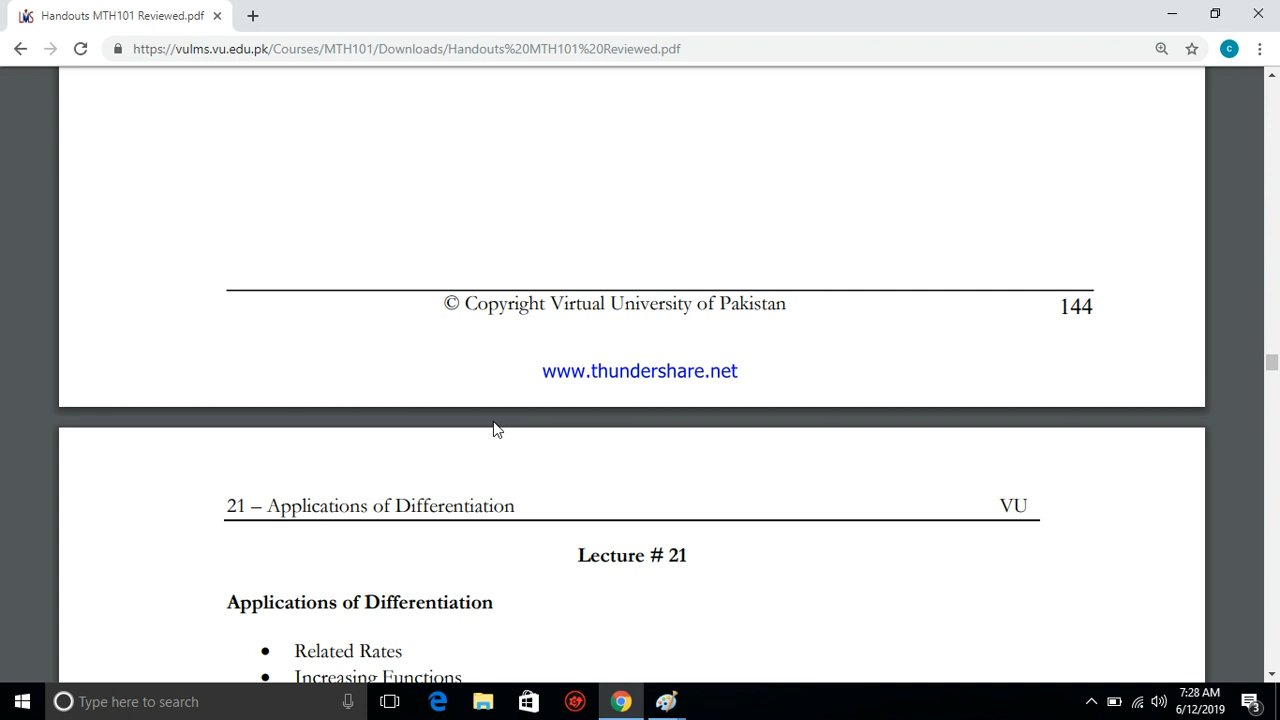 Handouts MTH101 Reviewed.pdf
https://vulms.vu.edu.pk/Courses/MTH101/Downloads/Handouts%20MTH101%20Reviewed.pdf
c
© Copyright Virtual University of Pakistan 144
www.thundershare.net
21 – Applications of Differentiation VU
Lecture # 21
Applications of Differentiation
• Related Rates
• Increasing Functions
Type here to search
7:28 AM
6/12/2019
3